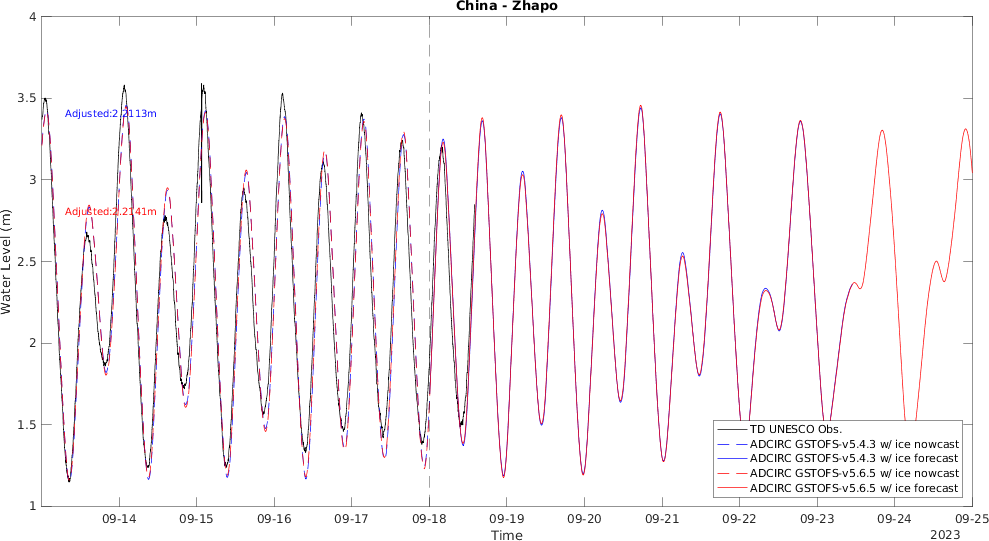 China - Zhapo
4
3.5
3
2.5
2
1.5
1
Water Level (m)
Adjusted:2.2113m
Adjusted:2.2141m
TD UNESCO Obs.
ADCIRC GSTOFS-v5.4.3 w/ ice nowcast
ADCIRC GSTOFS-v5.4.3 w/ ice forecast
ADCIRC GSTOFS-v5.6.5 w/ ice nowcast
ADCIRC GSTOFS-v5.6.5 w/ ice forecast
09-14 09-15 09-16 09-17 09-18 09-19 09-20 09-21 09-22 09-23 09-24 09-25
Time
2023